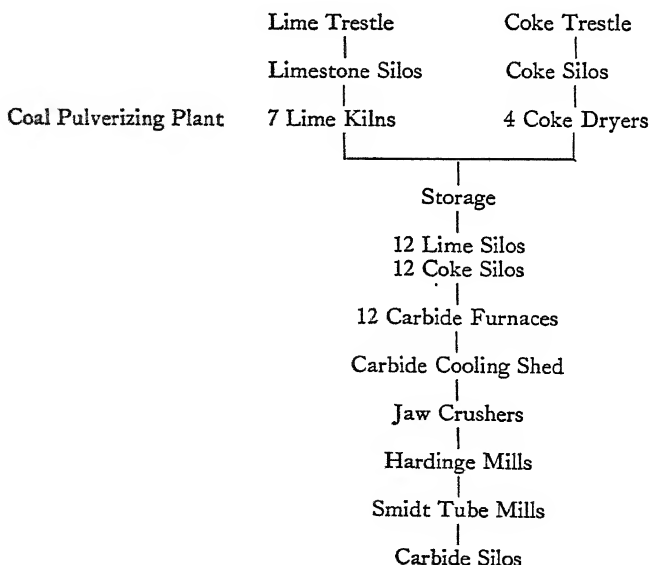 Lime Trestle Coke Trestle
Limestone Silos Coke Silos
Coal Pulverizing Plant 7 Lime Kilns 4 Coke Dryers
Storage
12 Lime Silos
12 Coke Silos
12 Carbide Furnaces
Carbide Cooling Shed
Jaw Crushers
Hardinge Mills
Smidt Tube Mills
Carbide Silos